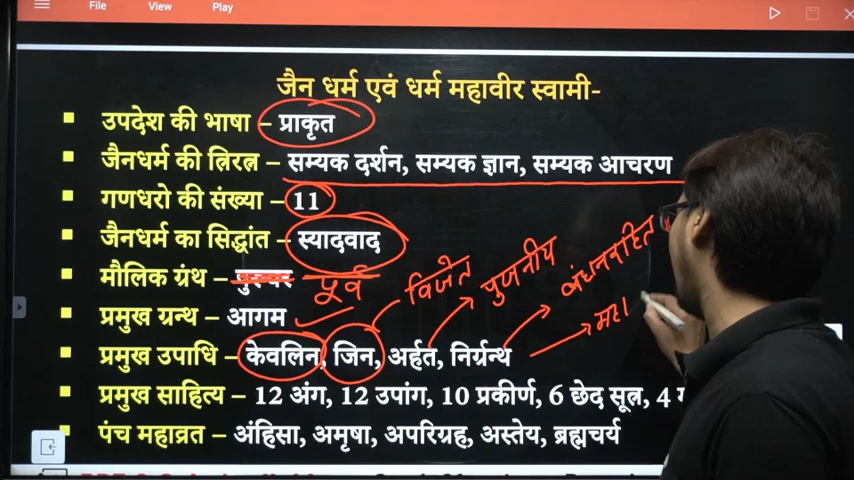 File View Play
जैन धर्म एवं धर्म महावीर स्वामी-
▪ उपदेश की भाषा – प्राकृत
▪ जैनधर्म की त्रिरत्न – सम्यक दर्शन, सम्यक ज्ञान, सम्यक आचरण
▪ गणधरो की संख्या – 11
▪ जैनधर्म का सिद्धांत – स्यादवाद
▪ मौलिक ग्रंथ – पूर्व
▪ प्रमुख ग्रन्थ – आगम
विजेत
पुजनीय
बंधनरहित
▪ प्रमुख उपाधि – केवलिन, जिन, अर्हत, निर्ग्रन्थ
▪ प्रमुख साहित्य – 12 अंग, 12 उपांग, 10 प्रकीर्ण, 6 छेद सूत्र, 4
▪ पंच महाव्रत – अंहिसा, अमृषा, अपरिग्रह, अस्तेय, ब्रह्मचर्य